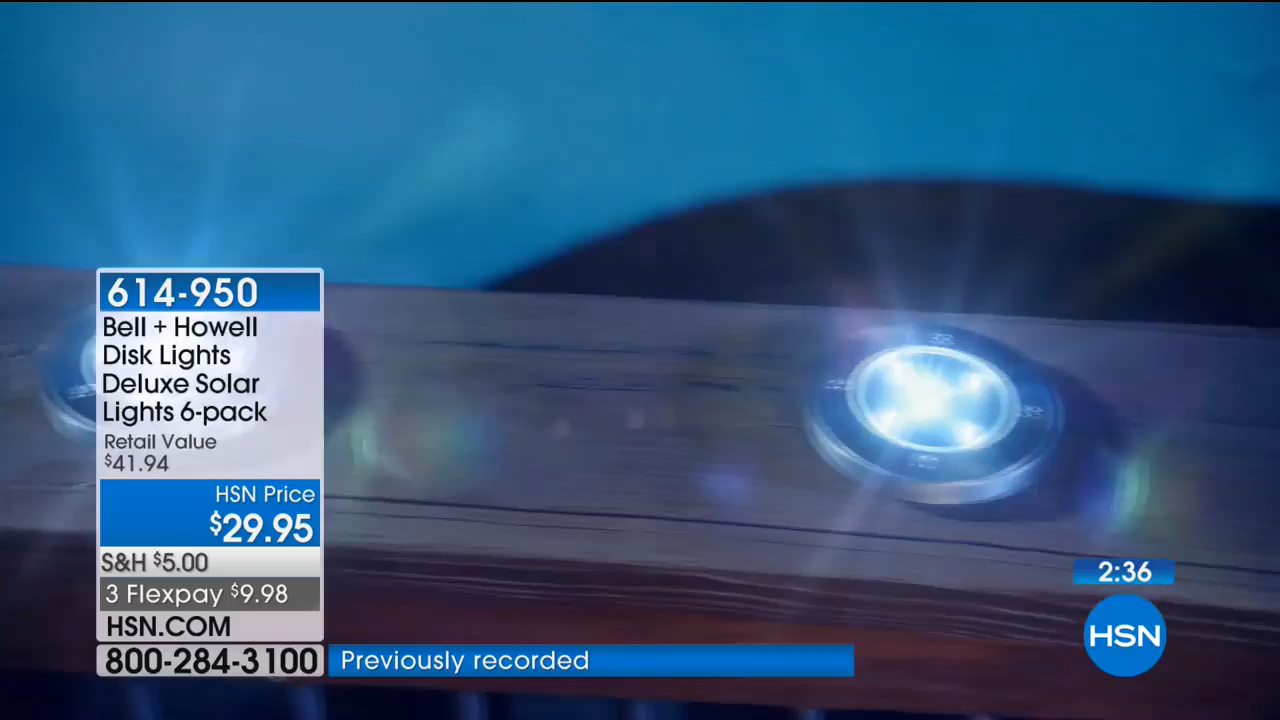 614-950
Bell + Howell
Disk Lights
Deluxe Solar
Lights 6-pack
Retail Value
$41.94
HSN Price
$29.95
S&H $5.00
3 Flexpay $9.98
HSN.COM
800-284-3100
Previously recorded
2:36
HSN